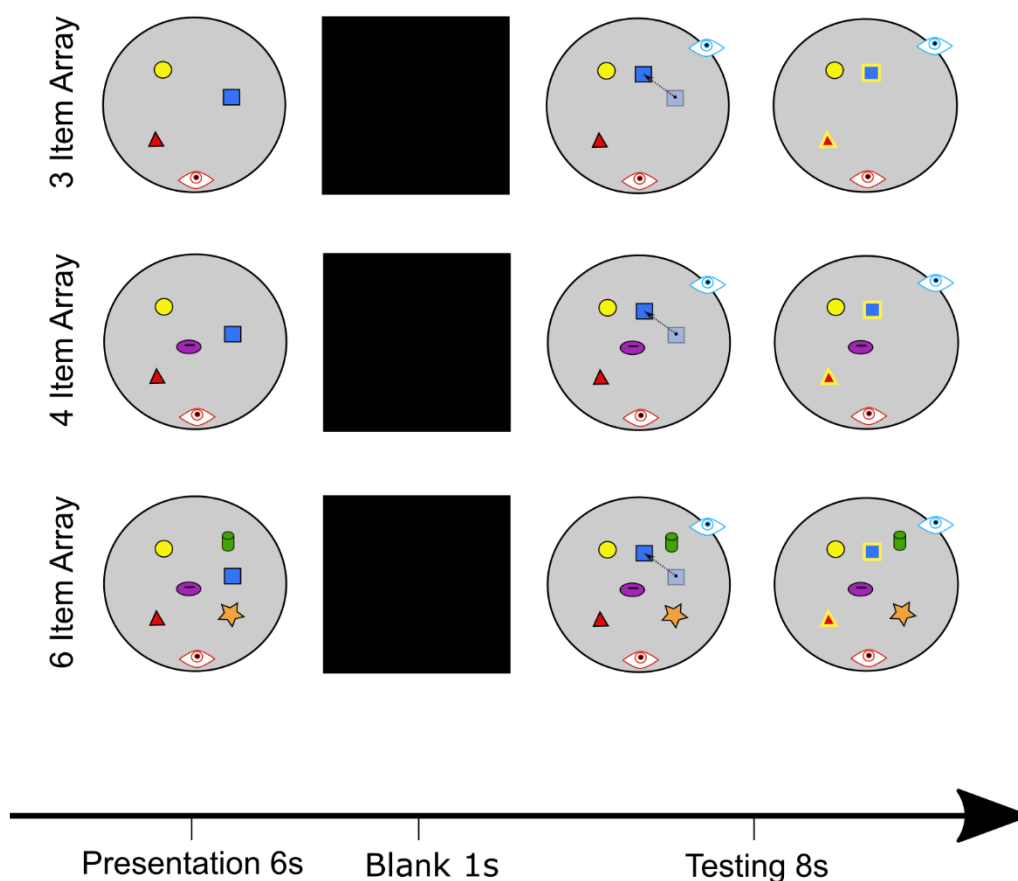 3 Item Array
4 Item Array
6 Item Array
Presentation 6s
Blank 1s
Testing 8s